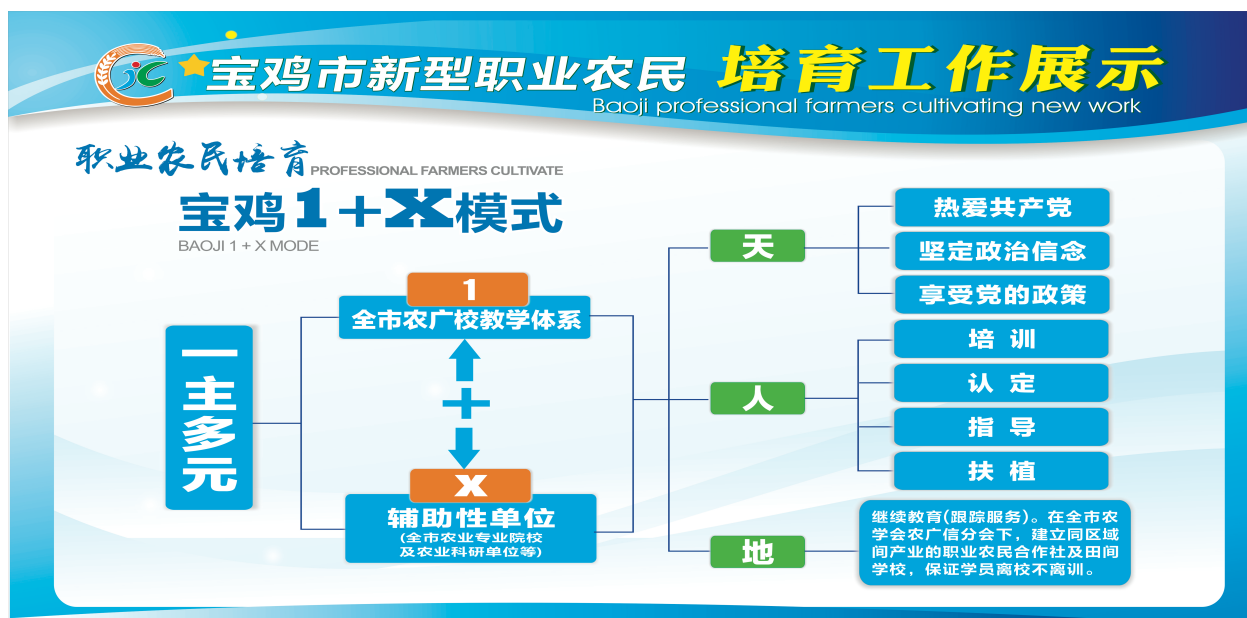 宝鸡市新型职业农民 培育工作展示
Baoji professional farmers cultivating new work
职业农民培育
PROFESSIONAL FARMERS CULTIVATE
宝鸡1+X模式
BAOJI 1 + X MODE
一主多元
1
全市农广校教学体系
+
X
辅助性单位
(全市农业专业院校
及农业科研单位等)
天
热爱共产党
坚定政治信念
享受党的政策
人
培 训
认 定
指 导
扶 植
地
继续教育(跟踪服务)。在全市农
学会农广信分会下，建立同区域
间产业的职业农民合作社及田间
学校，保证学员离校不离训。